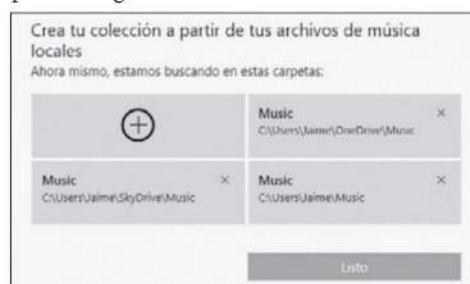 Crea tu colección a partir de tus archivos de música
locales
Ahora mismo, estamos buscando en estas carpetas:
Music
C:\Users\Jaime\OneDrive\Music
Music
C:\Users\Jaime\SkyDrive\Music
Music
C:\Users\Jaime\Music
Listo